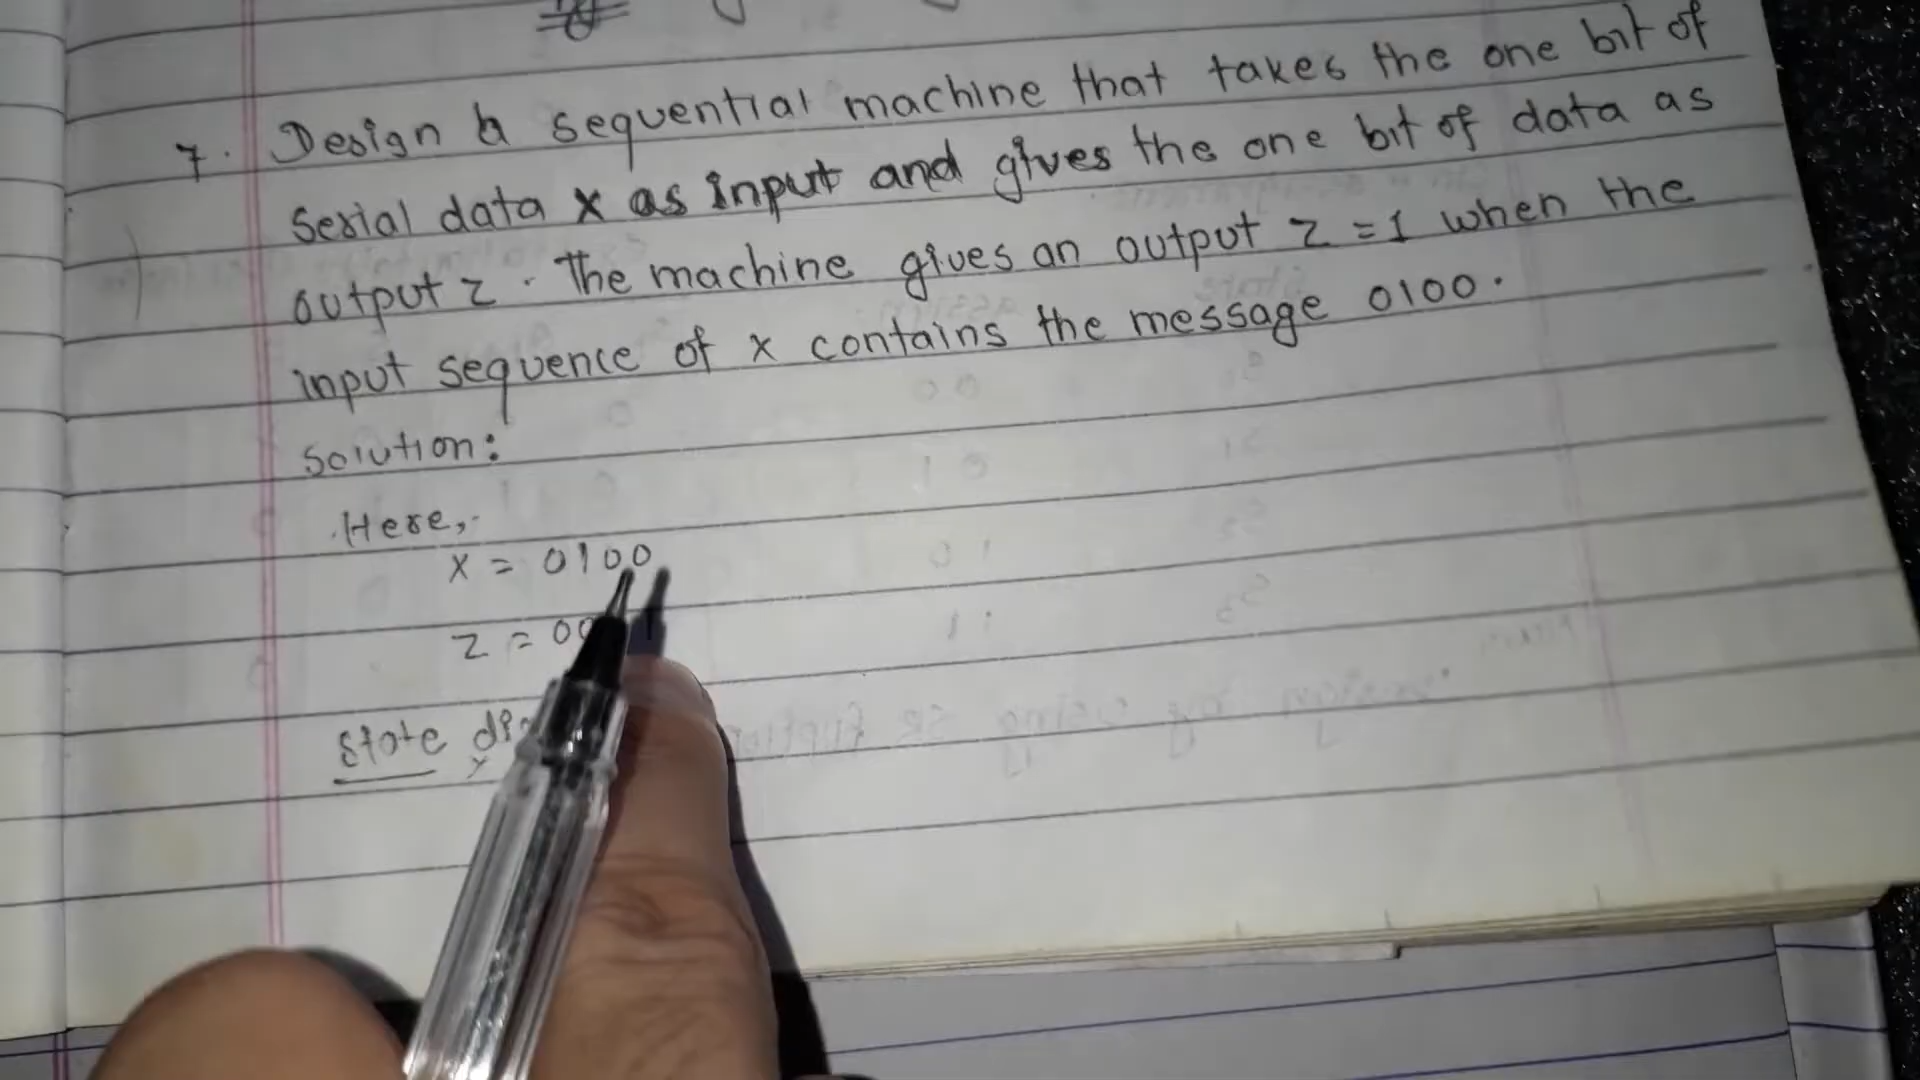 7. Design a sequential machine that takes the one bit of
serial data x as input and gives the one bit of data as
output z. The machine gives an output z = 1 when the
input sequence of x contains the message 0100.
Solution:
Here,
x = 0100
z = 00
State